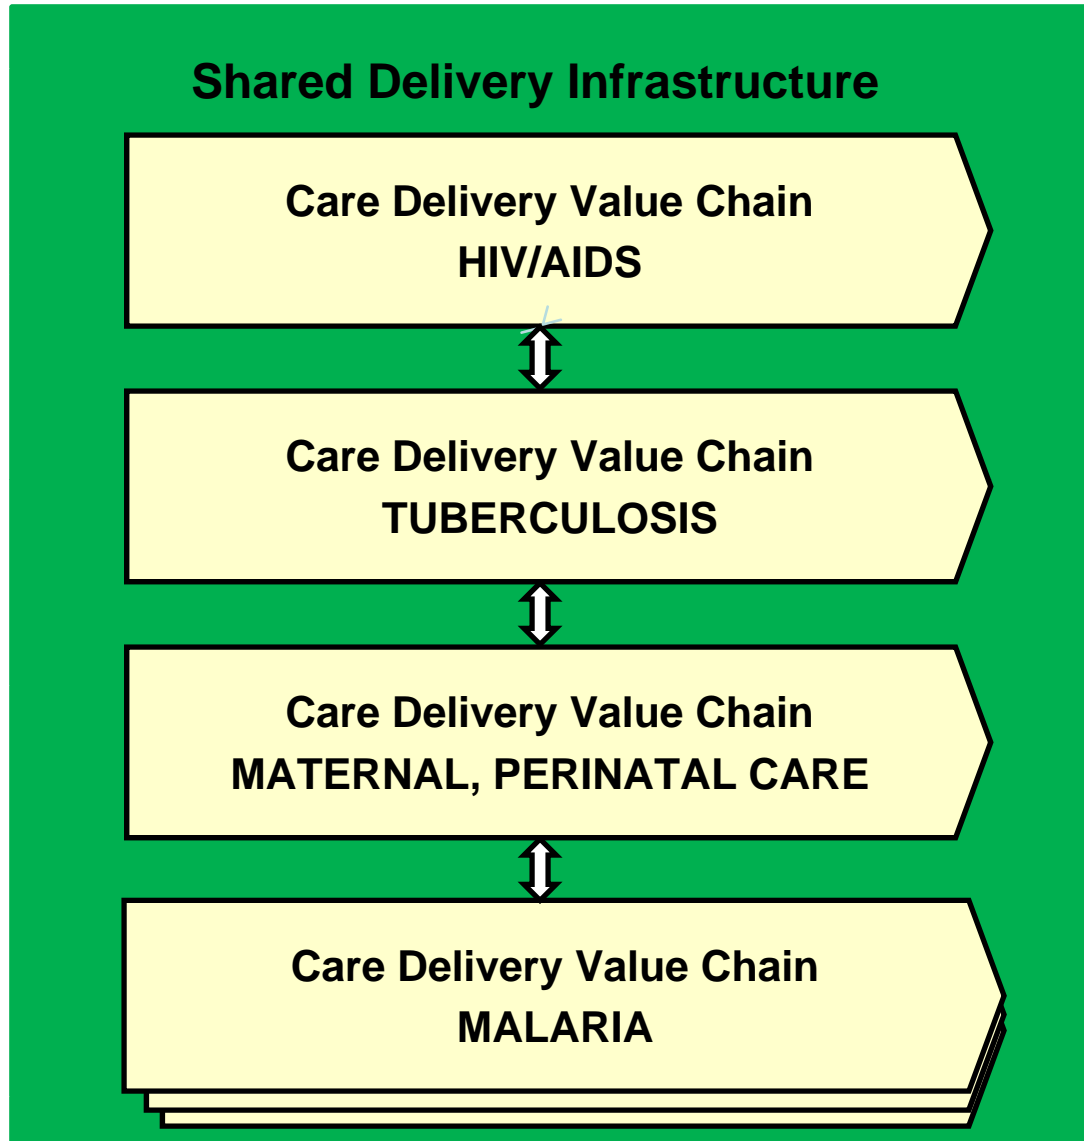 Shared Delivery Infrastructure
Care Delivery Value Chain
HIV/AIDS
Care Delivery Value Chain
TUBERCULOSIS
Care Delivery Value Chain
MATERNAL, PERINATAL CARE
Care Delivery Value Chain
MALARIA